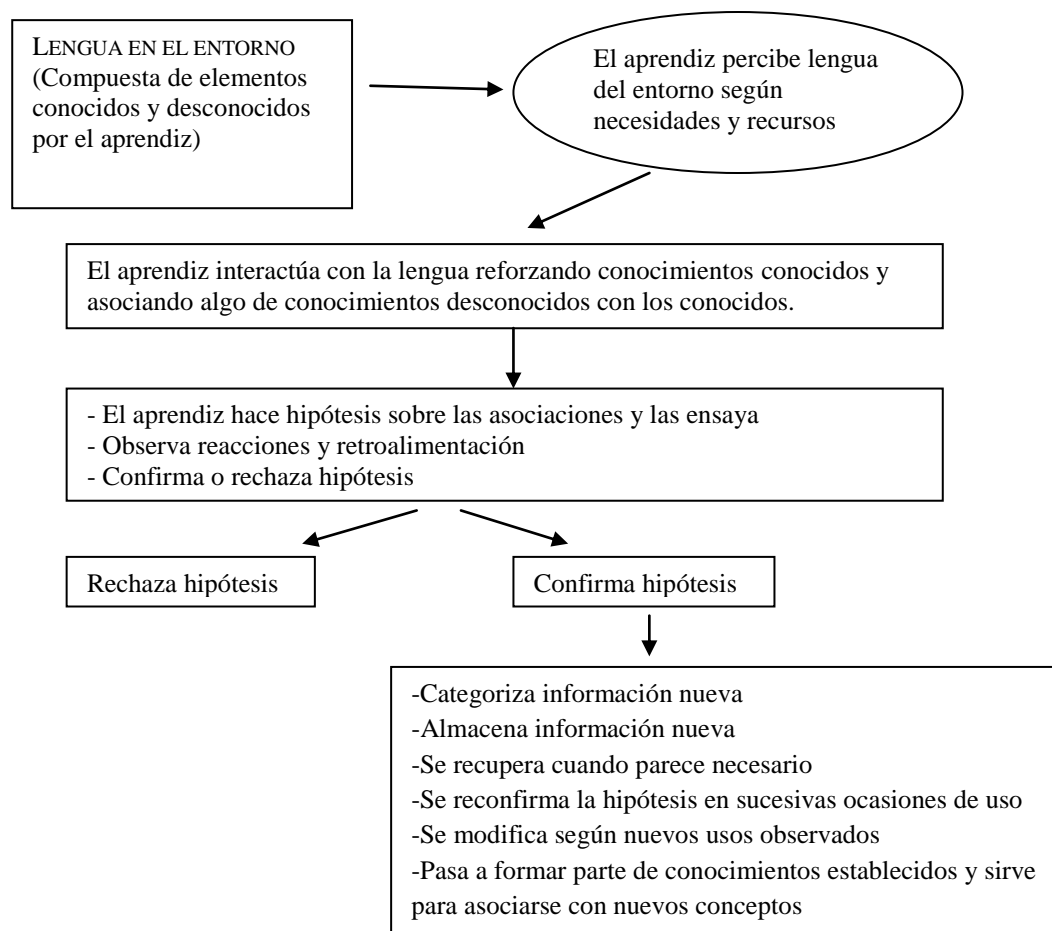 LENGUA EN EL ENTORNO
(Compuesta de elementos
conocidos y desconocidos
por el aprendiz)
El aprendiz percibe lengua
del entorno según
necesidades y recursos
El aprendiz interactúa con la lengua reforzando conocimientos conocidos y
asociando algo de conocimientos desconocidos con los conocidos.
- El aprendiz hace hipótesis sobre las asociaciones y las ensaya
- Observa reacciones y retroalimentación
- Confirma o rechaza hipótesis
Rechaza hipótesis
Confirma hipótesis
-Categoriza información nueva
-Almacena información nueva
-Se recupera cuando parece necesario
-Se reconfirma la hipótesis en sucesivas ocasiones de uso
-Se modifica según nuevos usos observados
-Pasa a formar parte de conocimientos establecidos y sirve
para asociarse con nuevos conceptos